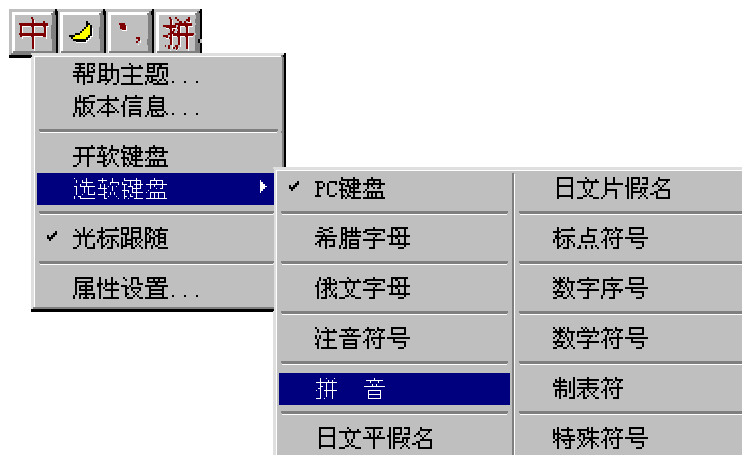 中 拼
帮助主题...
版本信息...
开软键盘
选软键盘
光标跟随
属性设置...
PC键盘
希腊字母
俄文字母
注音符号
拼 音
日文平假名
日文片假名
标点符号
数字序号
数学符号
制表符
特殊符号